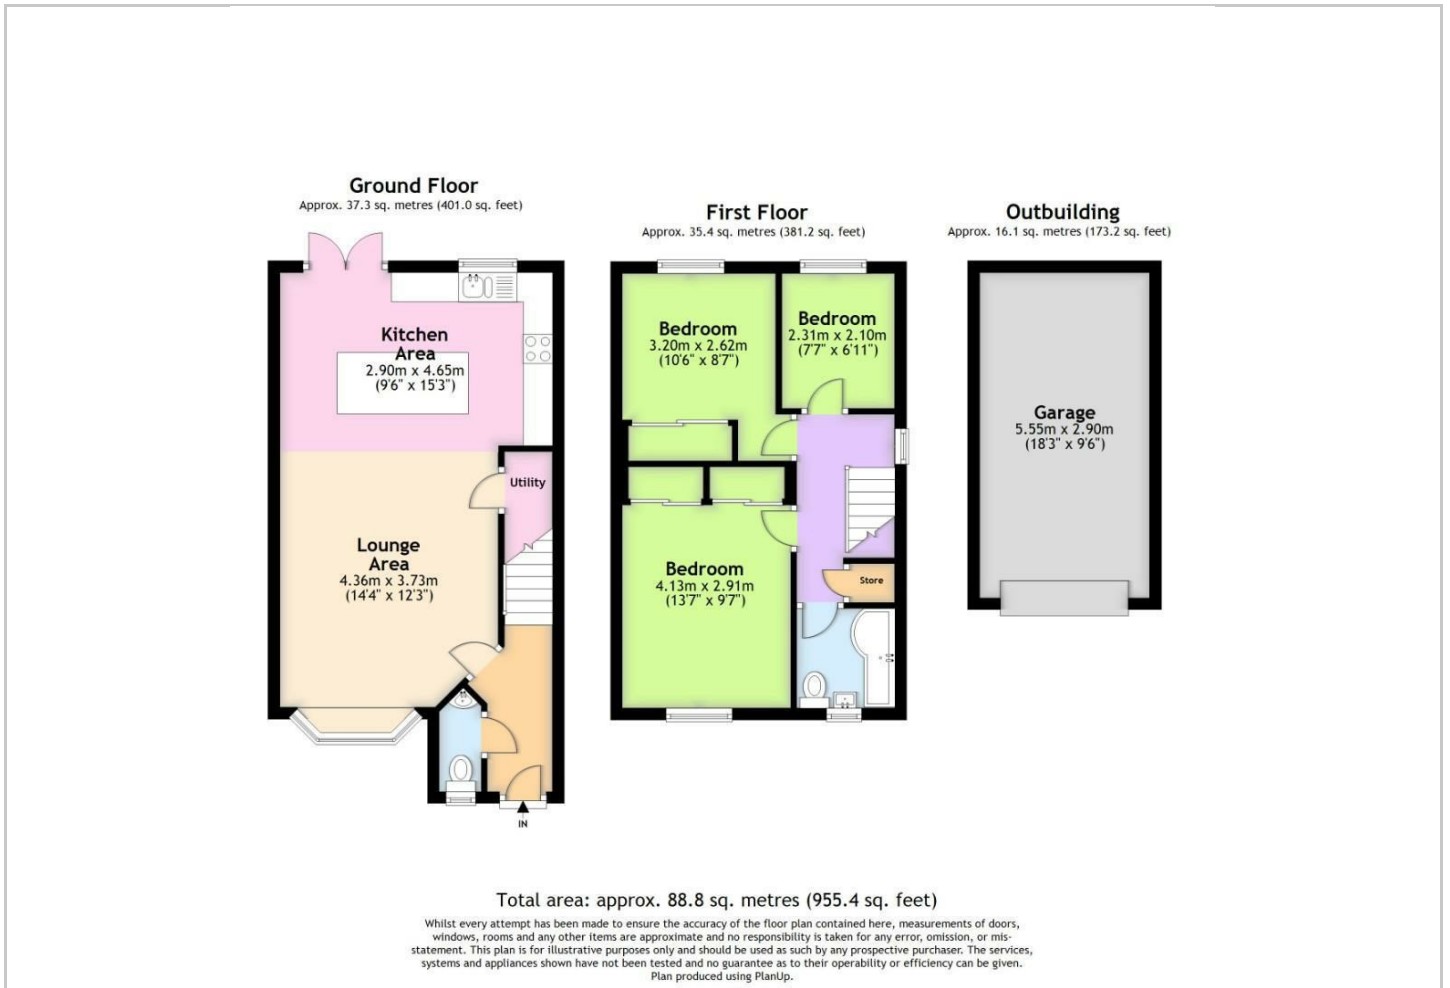 Ground Floor
Approx. 37.3 sq. metres (401.0 sq. feet)
Kitchen
Area
2.90m x 4.65m
(9'6" x 15'3")
Utility
Lounge
Area
4.36m x 3.73m
(14'4" x 12'3")
IN
First Floor
Approx. 35.4 sq. metres (381.2 sq. feet)
Bedroom
3.20m x 2.62m
(10'6" x 8'7")
Bedroom
2.31m x 2.10m
(7'7" x 6'11")
Bedroom
4.13m x 2.91m
(13'7" x 9'7")
Store
Outbuilding
Approx. 16.1 sq. metres (173.2 sq. feet)
Garage
5.55m x 2.90m
(18'3" x 9'6")
Total area: approx. 88.8 sq. metres (955.4 sq. feet)
Whilst every attempt has been made to ensure the accuracy of the floor plan contained here, measurements of doors,
windows, rooms and any other items are approximate and no responsibility is taken for any error, omission, or mis-
statement. This plan is for illustrative purposes only and should be used as such by any prospective purchaser. The services,
systems and appliances shown have not been tested and no guarantee as to their operability or efficiency can be given.
Plan produced using PlanUp.